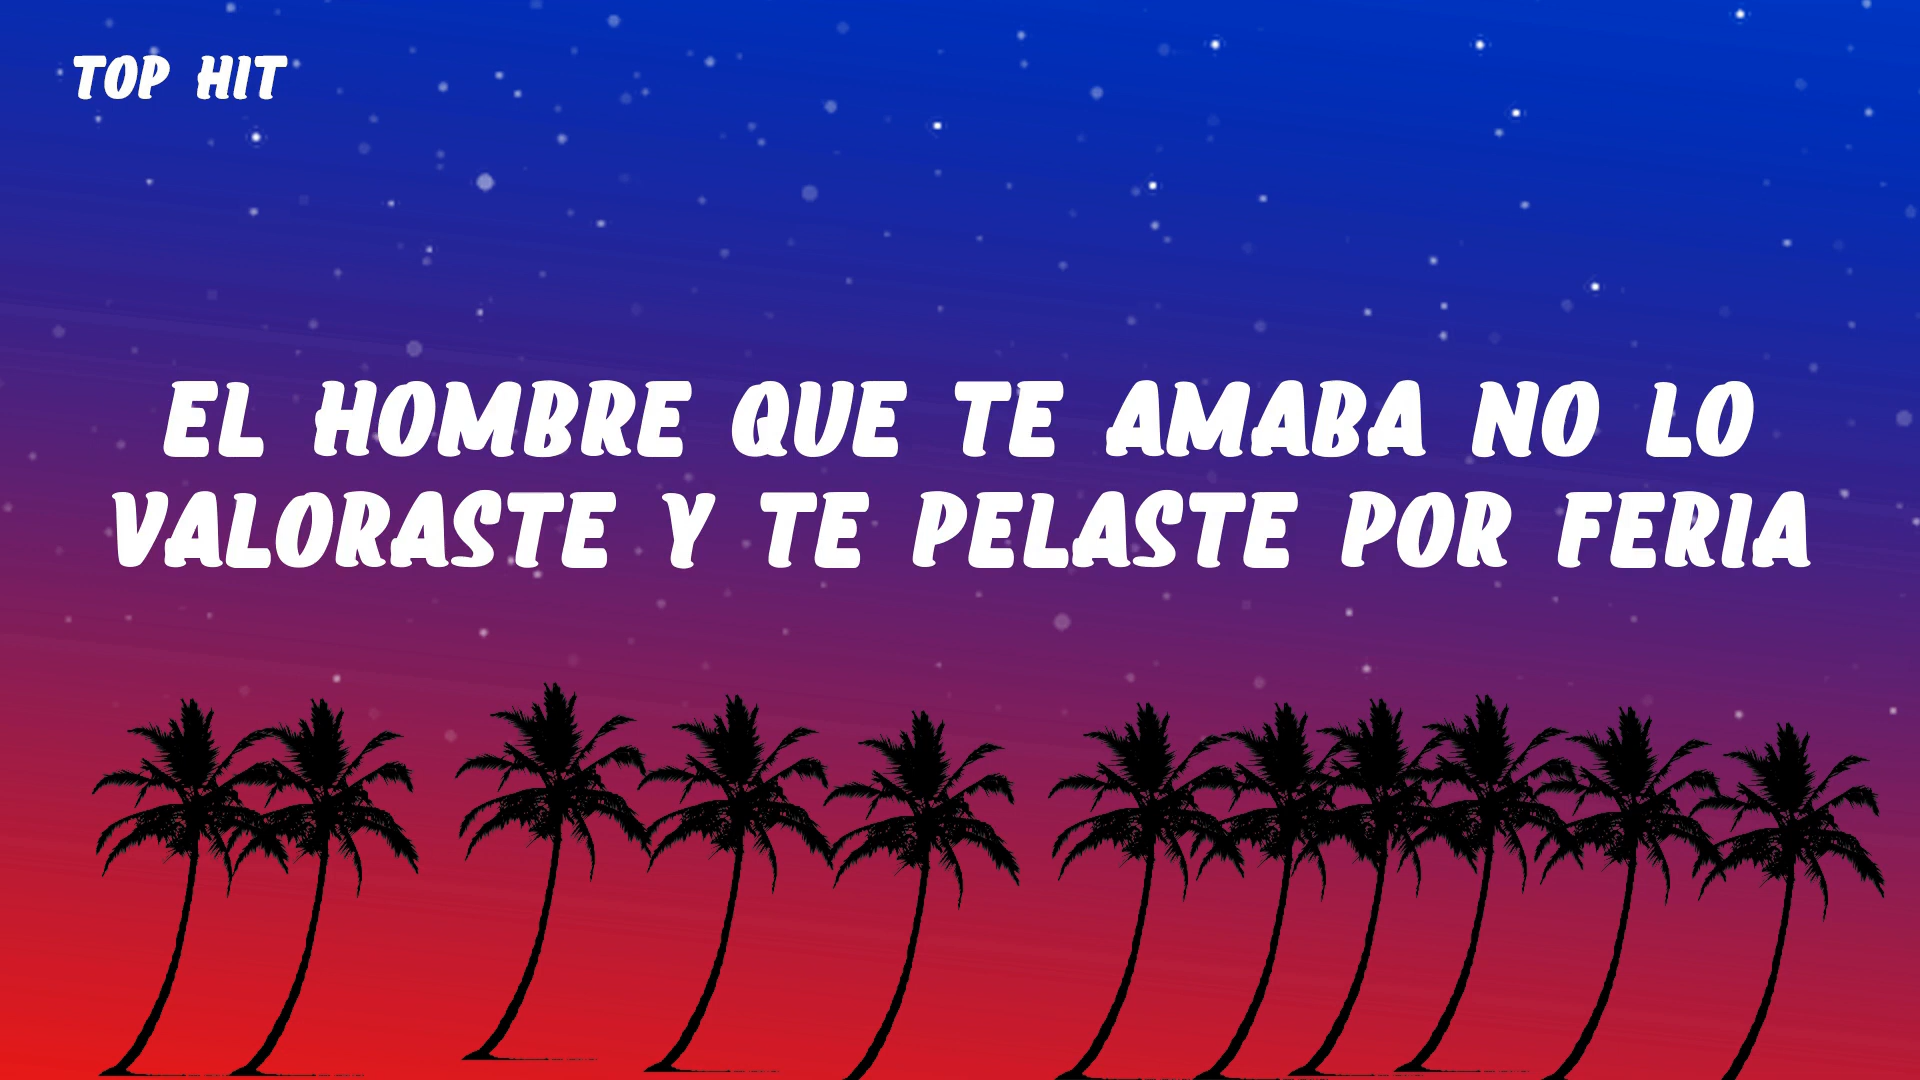 TOP HIT
EL HOMBRE QUE TE AMABA NO LO
VALORASTE Y TE PELASTE POR FERIA